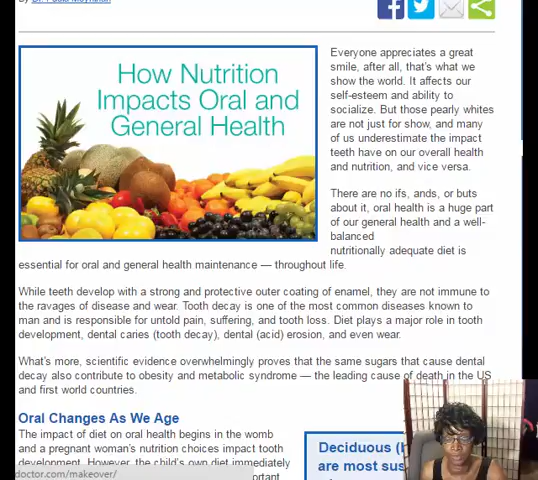 How Nutrition
Impacts Oral and
General Health
Everyone appreciates a great
smile, after all, that's what we
show the world. It affects our
self-esteem and ability to
socialize. But those pearly whites
are not just for show, and many
of us underestimate the impact
teeth have on our overall health
and nutrition, and vice versa.
There are no ifs, ands, or buts
about it, oral health is a huge part
of our general health and a well-
balanced
nutritionally adequate diet is
essential for oral and general health maintenance — throughout life.
While teeth develop with a strong and protective outer coating of enamel, they are not immune to
the ravages of disease and wear. Tooth decay is one of the most common diseases known to
man and is responsible for untold pain, suffering, and tooth loss. Diet plays a major role in tooth
development, dental caries (tooth decay), dental (acid) erosion, and even wear.
What's more, scientific evidence overwhelmingly proves that the same sugars that cause dental
decay also contribute to obesity and metabolic syndrome — the leading cause of death in the US
and first world countries.
Oral Changes As We Age
The impact of diet on oral health begins in the womb
and a pregnant woman's nutrition choices impact tooth
development. However, the child's own diet immediately
Deciduous (
are most sus
doctor.com/makeover/